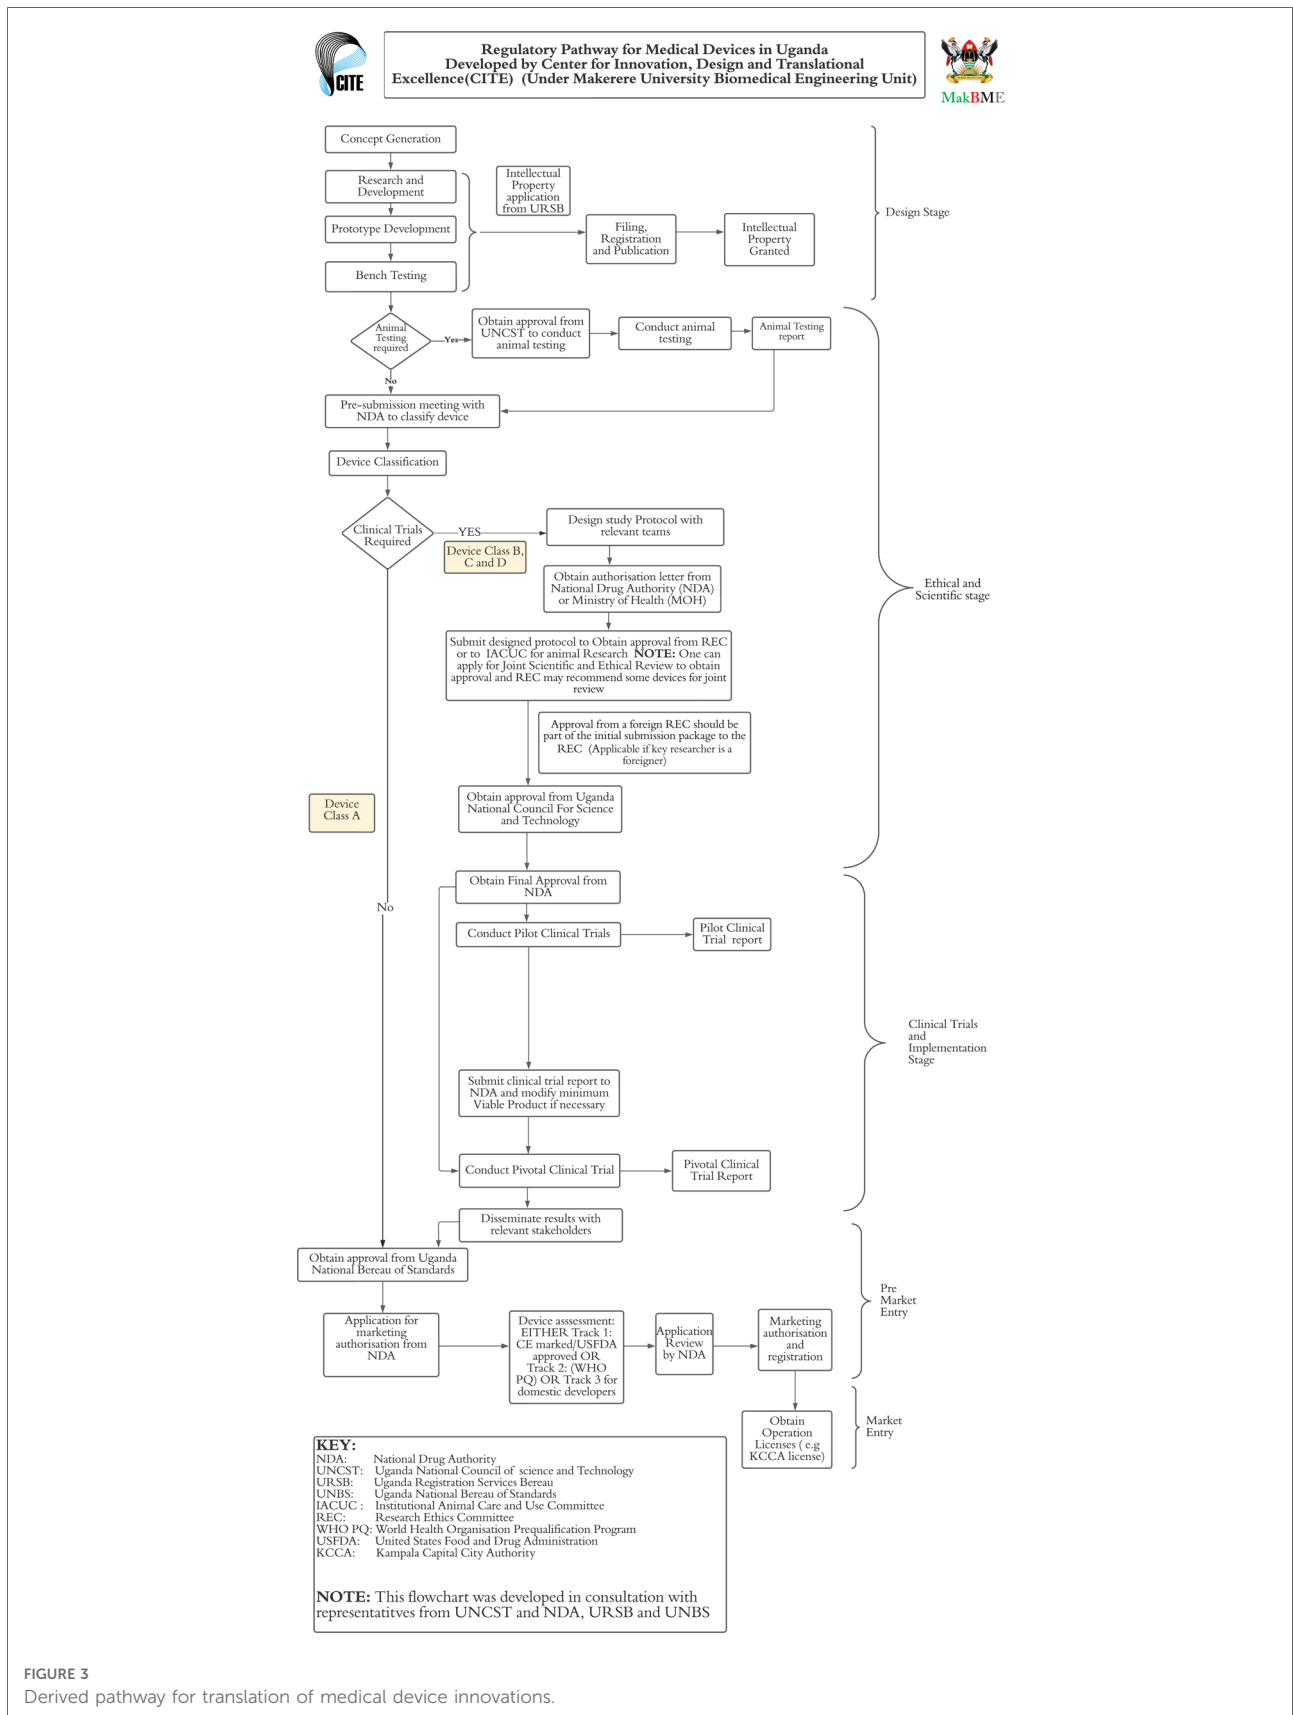 CITE
Regulatory Pathway for Medical Devices in Uganda
Developed by Center for Innovation, Design and Translational
Excellence(CITE) (Under Makerere University Biomedical Engineering Unit)
MakBME
Concept Generation
Research and
Development
Prototype Development
Bench Testing
Intellectual
Property
application
from URSB
Filing,
Registration
and Publication
Intellectual
Property
Granted
Design Stage
Animal
Testing
required
Yes
Obtain approval from
UNCST to conduct
animal testing
Conduct animal
testing
Animal Testing
report
No
Pre-submission meeting with
NDA to classify device
Device Classification
Clinical Trials
Required
YES
Device Class B,
C and D
Design study Protocol with
relevant teams
Obtain authorisation letter from
National Drug Authority (NDA)
or Ministry of Health (MOH)
Ethical and
Scientific stage
Submit designed protocol to Obtain approval from REC
or to IACUC for animal Research NOTE: One can
apply for Joint Scientific and Ethical Review to obtain
approval and REC may recommend some devices for joint
review
Approval from a foreign REC should be
part of the initial submission package to the
REC (Applicable if key researcher is a
foreigner)
Device
Class A
Obtain approval from Uganda
National Council For Science
and Technology
Obtain Final Approval from
NDA
No
Conduct Pilot Clinical Trials
Pilot Clinical
Trial report
Clinical Trials
and
Implementation
Stage
Submit clinical trial report to
NDA and modify minimum
Viable Product if necessary
Conduct Pivotal Clinical Trial
Pivotal Clinical
Trial Report
Disseminate results with
relevant stakeholders
Obtain approval from Uganda
National Bereau of Standards
Pre
Market
Entry
Application for
marketing
authorisation from
NDA
Device asssessment:
EITHER Track 1:
CE marked/USFDA
approved OR
Track 2: (WHO
PQ) OR Track 3 for
domestic developers
Application
Review
by NDA
Marketing
authorisation
and
registration
Obtain
Operation
Licenses ( e.g
KCCA license)
Market
Entry
KEY:
NDA: National Drug Authority
UNCST: Uganda National Council of science and Technology
URSB: Uganda Registration Services Bereau
UNBS: Uganda National Bereau of Standards
IACUC : Institutional Animal Care and Use Committee
REC: Research Ethics Committee
WHO PQ: World Health Organisation Prequalification Program
USFDA: United States Food and Drug Administration
KCCA: Kampala Capital City Authority
NOTE: This flowchart was developed in consultation with
representatitves from UNCST and NDA, URSB and UNBS
FIGURE 3
Derived pathway for translation of medical device innovations.